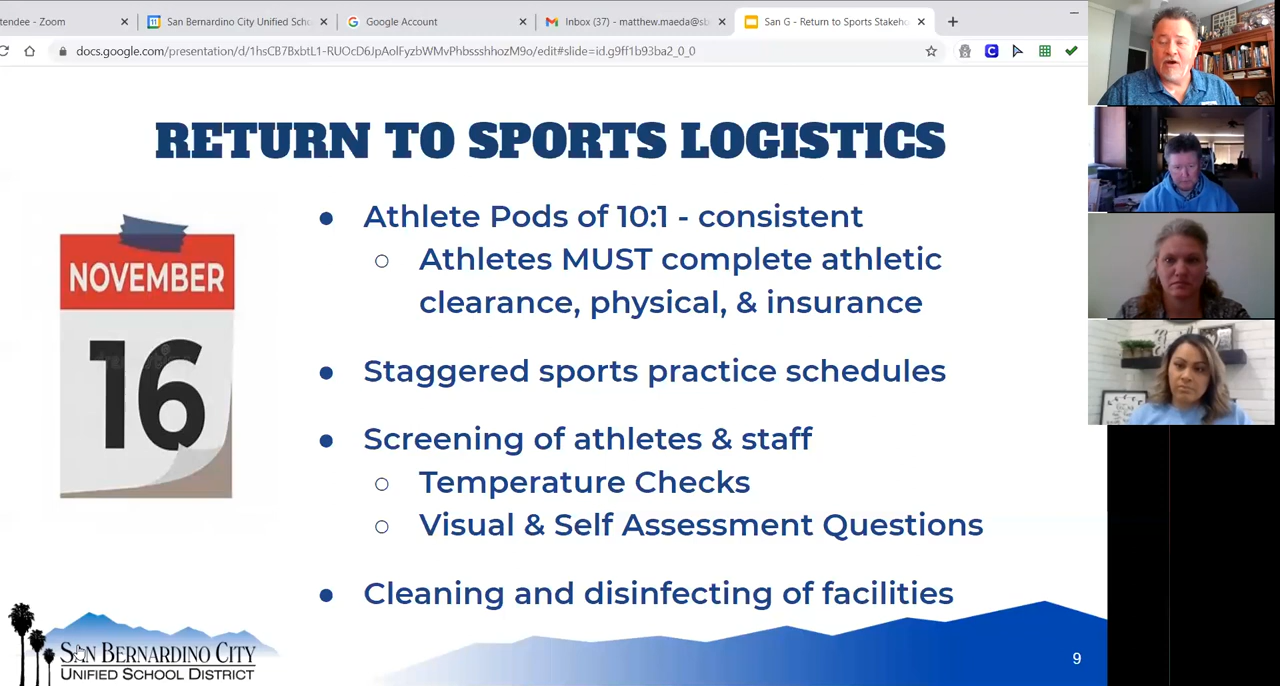 tendee - Zoom
San Bernardino City Unified Scho
Google Account
Inbox (37) - matthew.maeda@sb
San G - Return to Sports Stakeho
docs.google.com/presentation/d/1hsCB7BxbtL1-RUOcD6JpAolFyzbWMvPhbssshhozM9o/edit#slide=id.g9ff1b93ba2_0_0
RETURN TO SPORTS LOGISTICS
NOVEMBER
16
● Athlete Pods of 10:1 - consistent
○ Athletes MUST complete athletic
clearance, physical, & insurance
● Staggered sports practice schedules
● Screening of athletes & staff
○ Temperature Checks
○ Visual & Self Assessment Questions
● Cleaning and disinfecting of facilities
SAN BERNARDINO CITY
UNIFIED SCHOOL DISTRICT
9